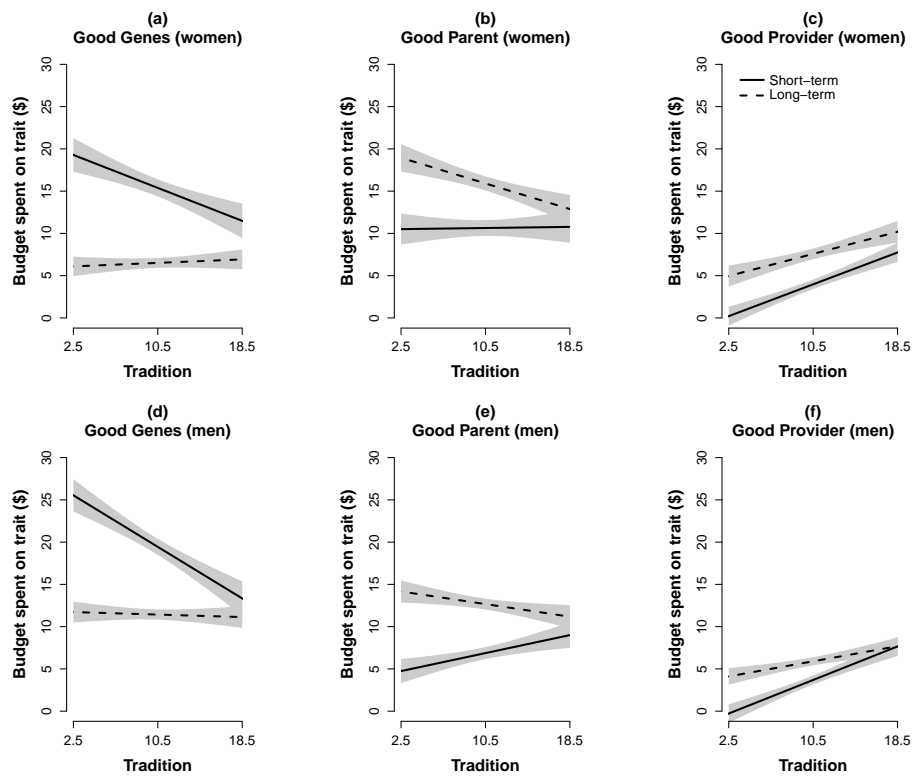 (a)
Good Genes (women)
Budget spent on trait ($)
0 5 10 15 20 25 30
2.5 10.5 18.5
Tradition
(b)
Good Parent (women)
Budget spent on trait ($)
0 5 10 15 20 25 30
2.5 10.5 18.5
Tradition
(c)
Good Provider (women)
Budget spent on trait ($)
0 5 10 15 20 25 30
Short−term
Long−term
2.5 10.5 18.5
Tradition
(d)
Good Genes (men)
Budget spent on trait ($)
0 5 10 15 20 25 30
2.5 10.5 18.5
Tradition
(e)
Good Parent (men)
Budget spent on trait ($)
0 5 10 15 20 25 30
2.5 10.5 18.5
Tradition
(f)
Good Provider (men)
Budget spent on trait ($)
0 5 10 15 20 25 30
2.5 10.5 18.5
Tradition